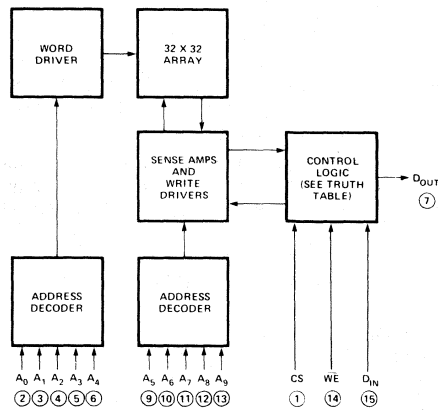 WORD
DRIVER
32 X 32
ARRAY
SENSE AMPS
AND
WRITE
DRIVERS
CONTROL
LOGIC
(SEE TRUTH
TABLE)
DOUT
7
ADDRESS
DECODER
ADDRESS
DECODER
A0 A1 A2 A3 A4
2 3 4 5 6
A5 A6 A7 A8 A9
9 10 11 12 13
CS WE DIN
1 14 15